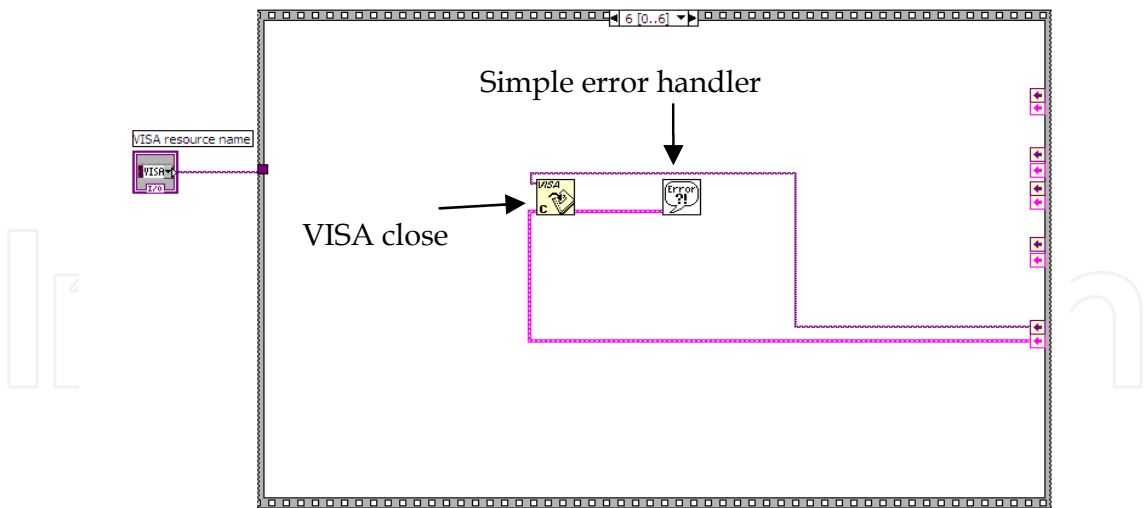 6 [0..6]
Simple error handler
VISA resource name
VISA
I/O
VISA
C
Error
?!
VISA close